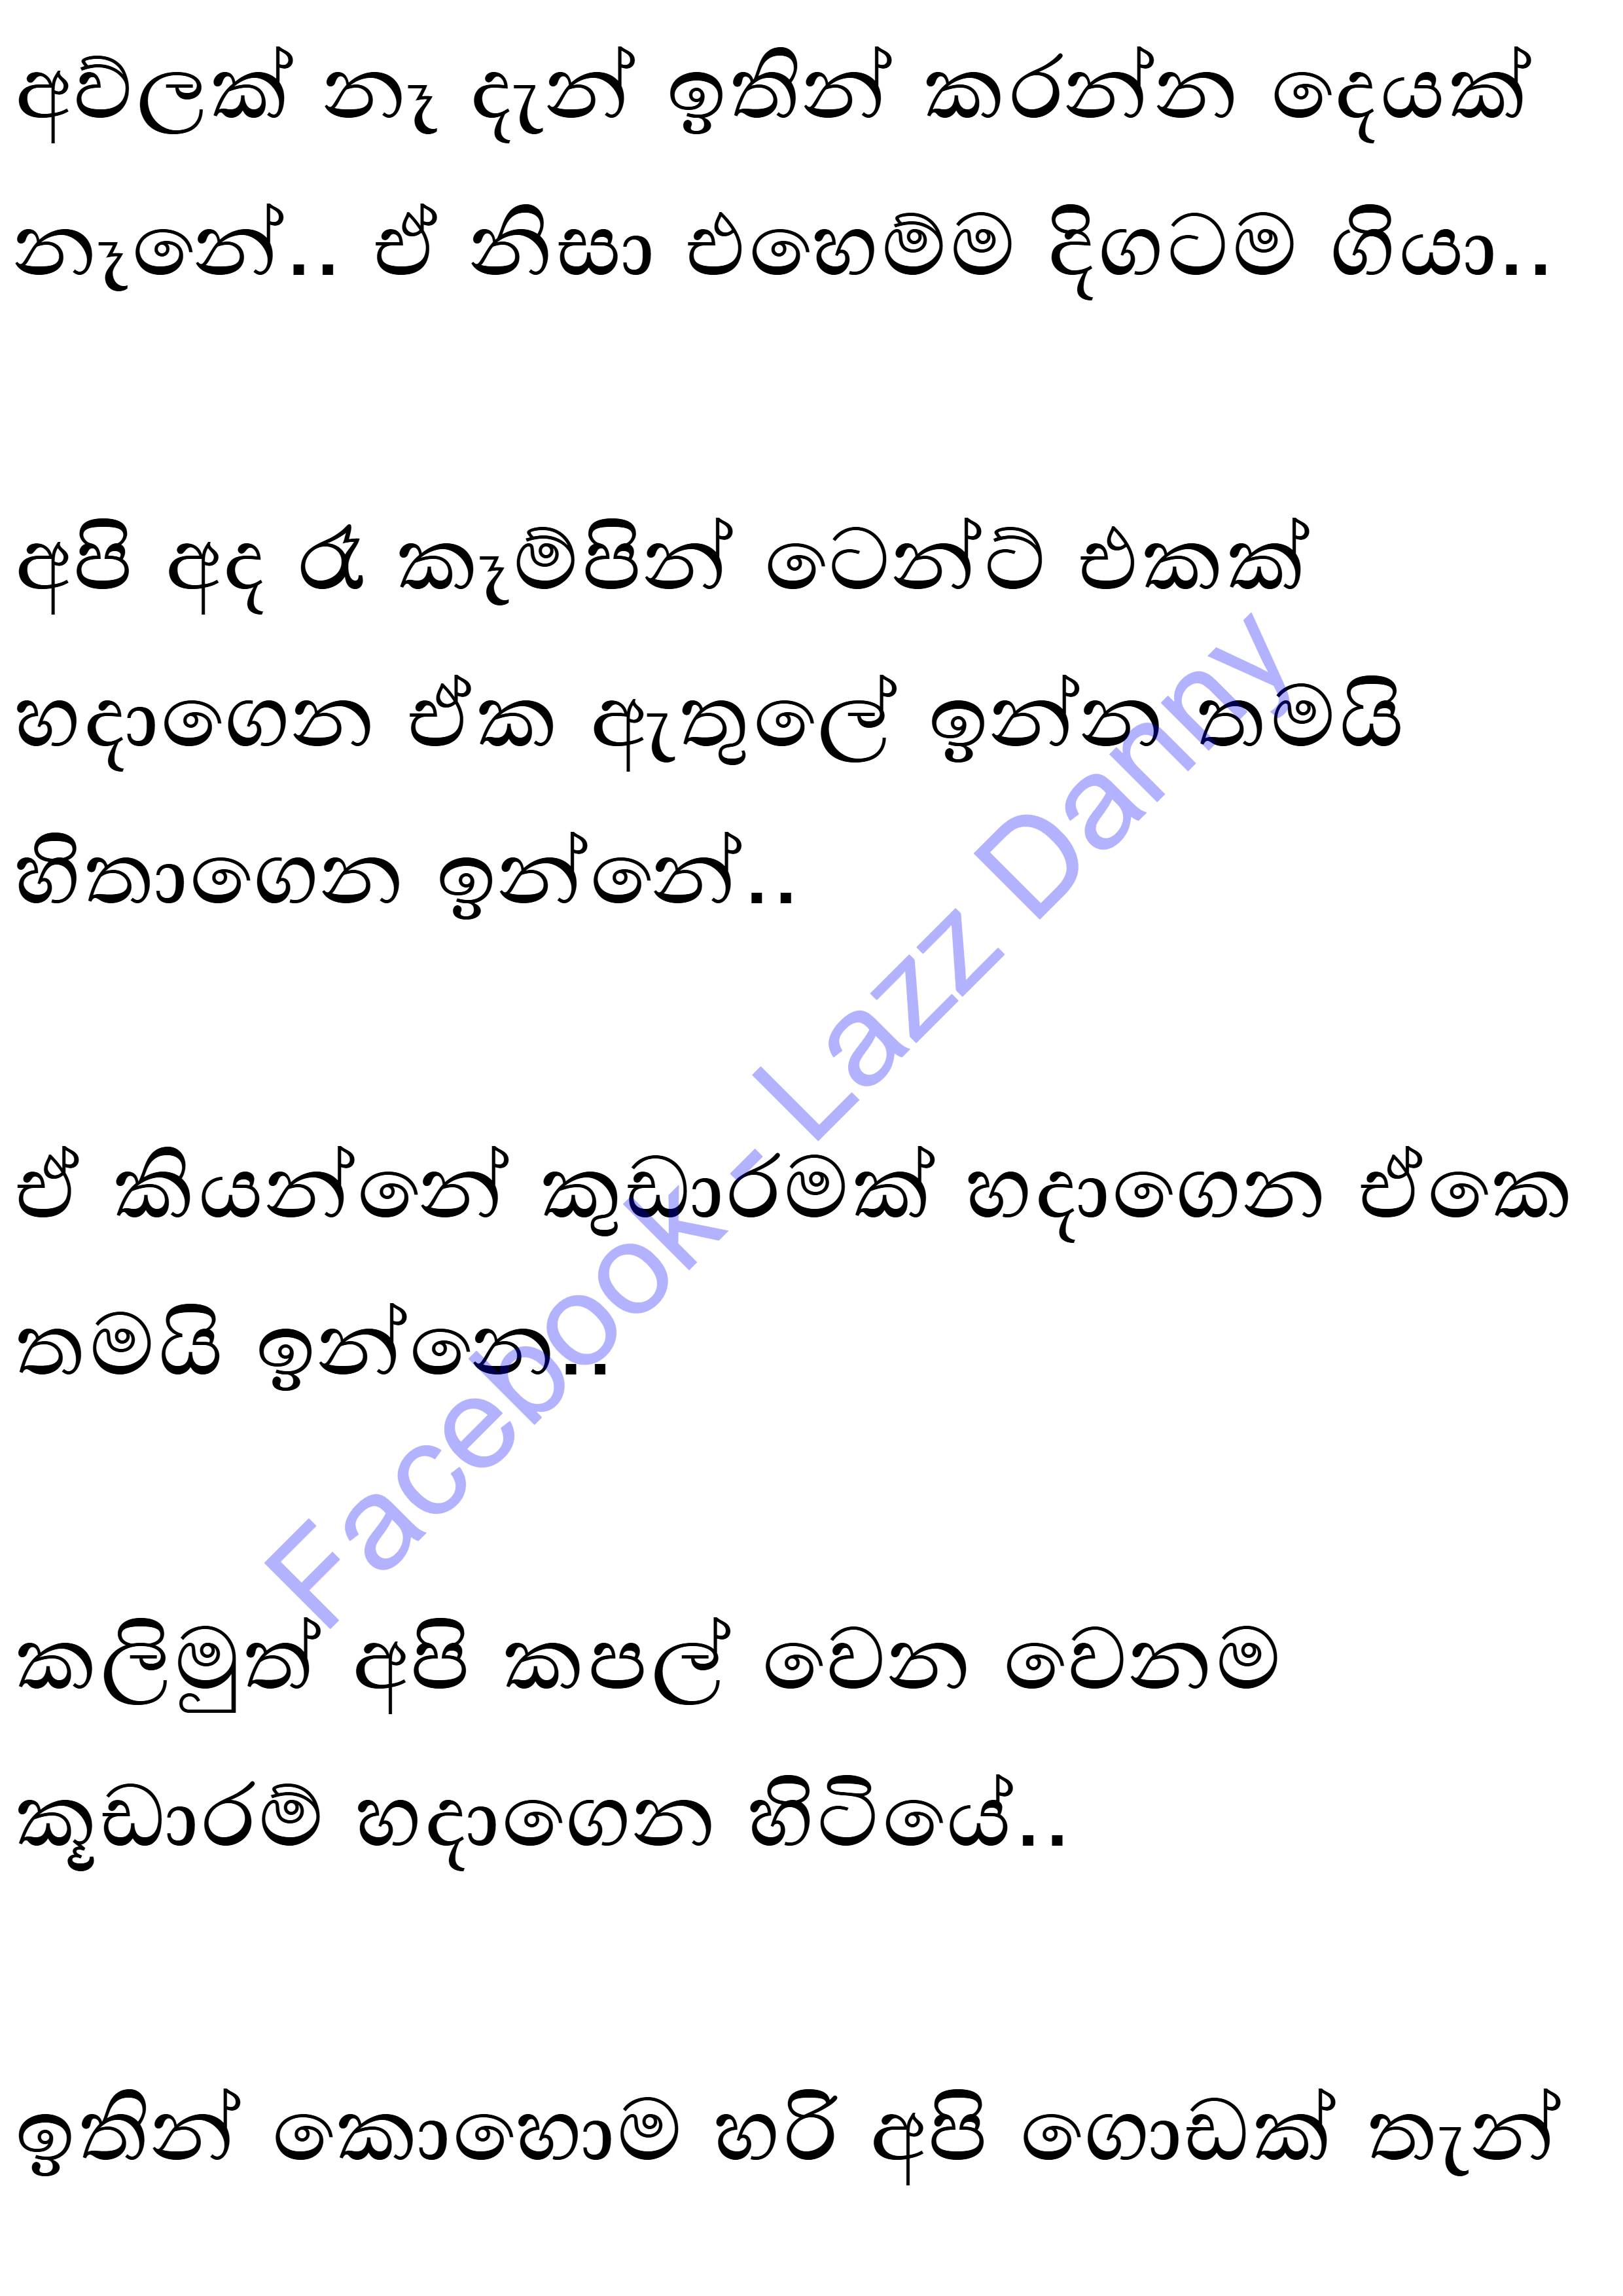 අව්ලක් නෑ දැන් ඉතින් කරන්න දෙයක්
නෑනේ.. ඒ නිසා එහෙම්ම දිගටම ගියා..
අපි අද රෑ කෑම්පින් ටෙන්ට් එකක්
හදාගෙන ඒක ඇතුලේ ඉන්න තමයි
හිතාගෙන ඉන්නේ..
ඒ කියන්නේ කුඩාරමක් හදාගෙන ඒකෙ
තමයි ඉන්නෙ..
කලිමුත් අපි කපල් වෙන වෙනම
කූඩාරම් හදාගෙන හිටියේ..
ඉතින් කොහොම හරි අපි ගොඩක් තැන්
Facebook - Lazz Danny